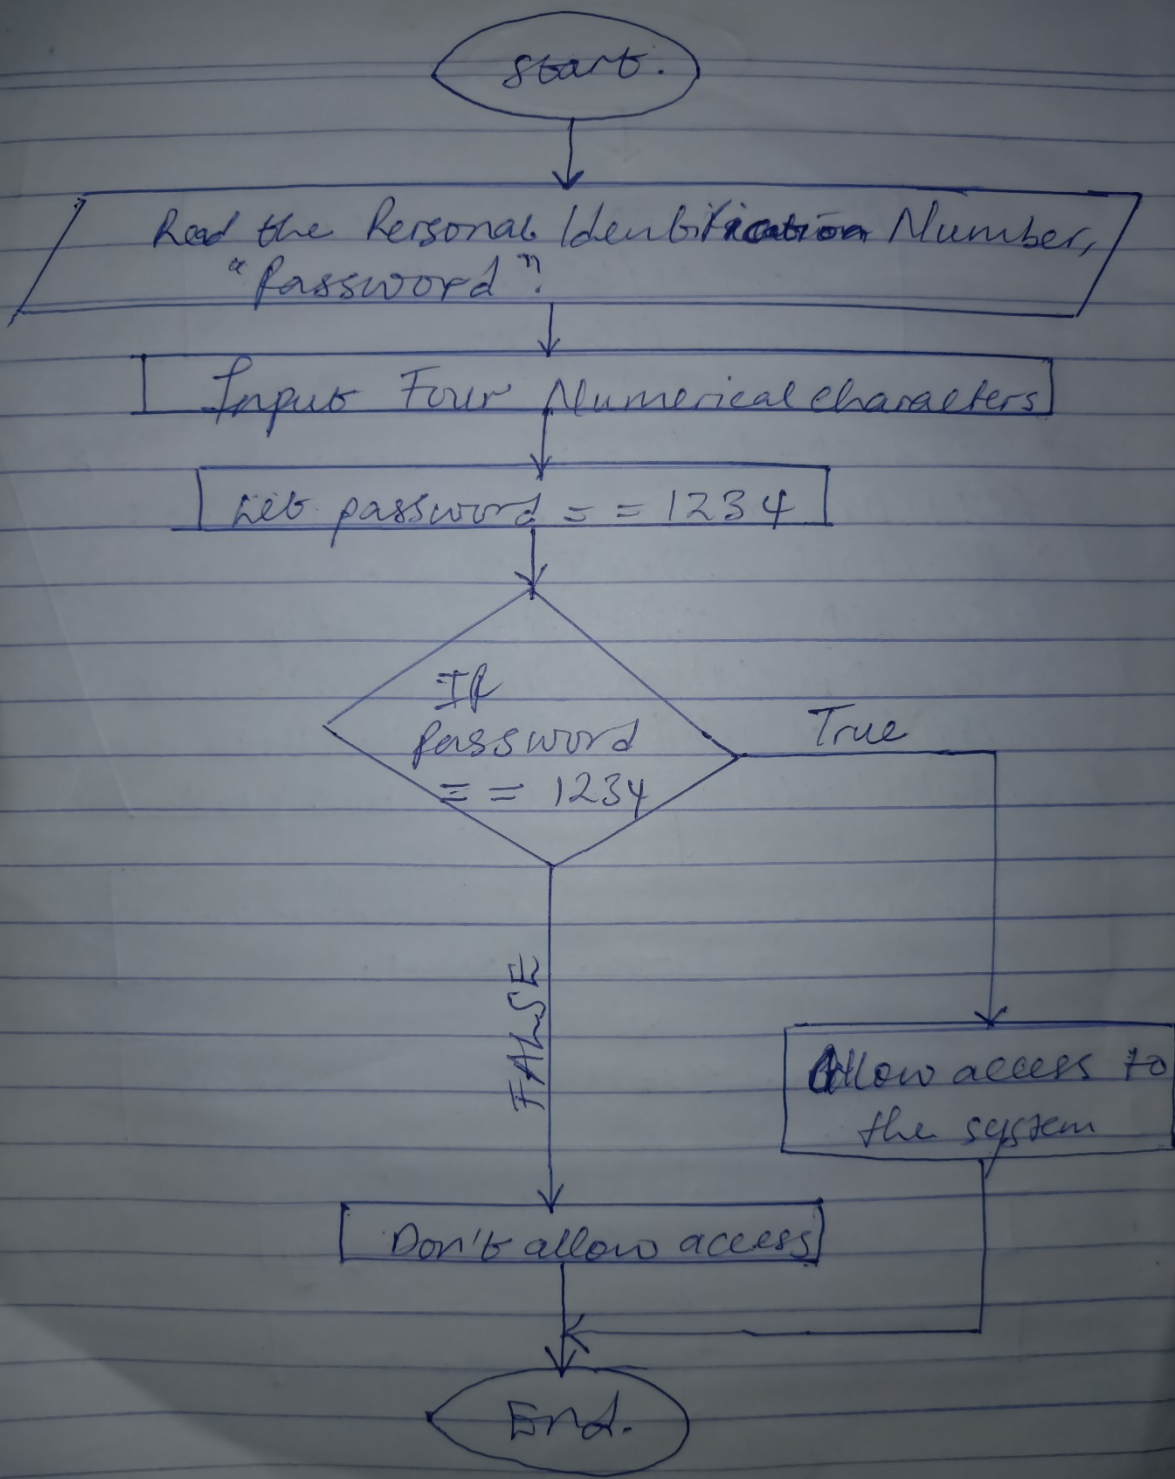 Start.
Read the Personal Identification Number,
"Password".
Input Four Numerical characters
Let password = = 1234
If
Password
= = 1234
True
FALSE
Allow access to
the system
Don't allow access
End.